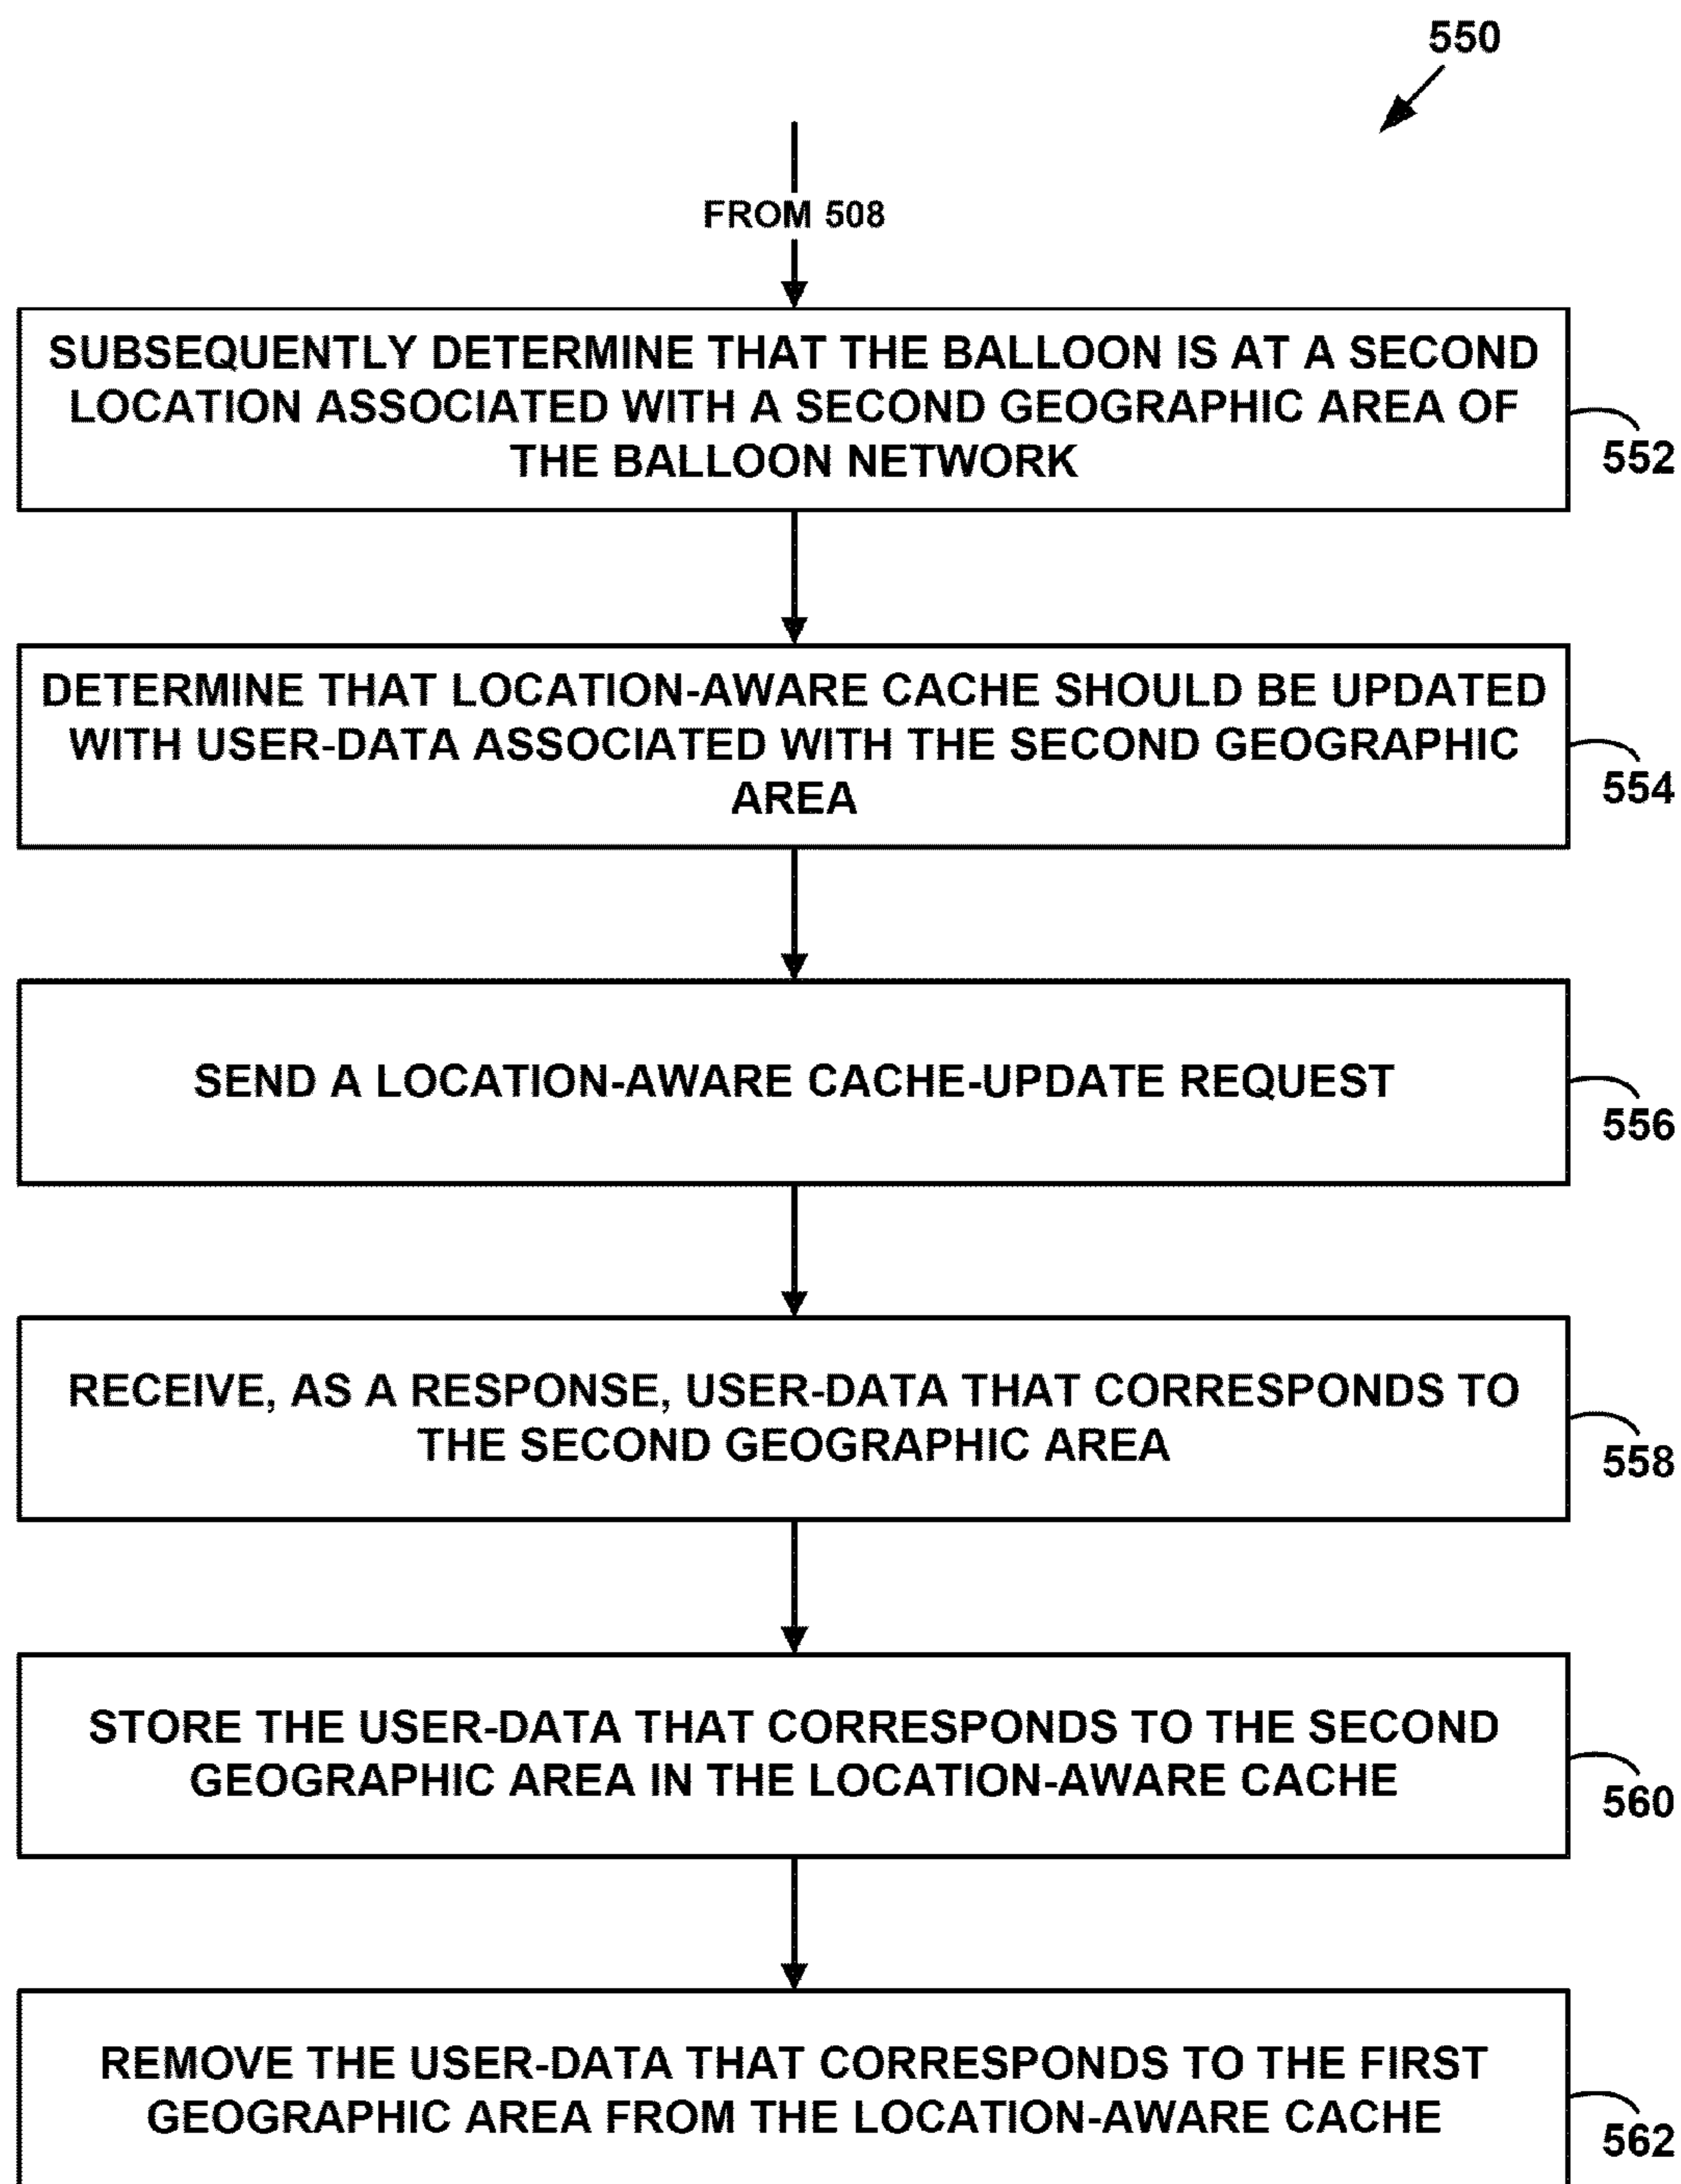 550
FROM 508
SUBSEQUENTLY DETERMINE THAT THE BALLOON IS AT A SECOND
LOCATION ASSOCIATED WITH A SECOND GEOGRAPHIC AREA OF
THE BALLOON NETWORK
552
DETERMINE THAT LOCATION-AWARE CACHE SHOULD BE UPDATED
WITH USER-DATA ASSOCIATED WITH THE SECOND GEOGRAPHIC
AREA
554
SEND A LOCATION-AWARE CACHE-UPDATE REQUEST
556
RECEIVE, AS A RESPONSE, USER-DATA THAT CORRESPONDS TO
THE SECOND GEOGRAPHIC AREA
558
STORE THE USER-DATA THAT CORRESPONDS TO THE SECOND
GEOGRAPHIC AREA IN THE LOCATION-AWARE CACHE
560
REMOVE THE USER-DATA THAT CORRESPONDS TO THE FIRST
GEOGRAPHIC AREA FROM THE LOCATION-AWARE CACHE
562